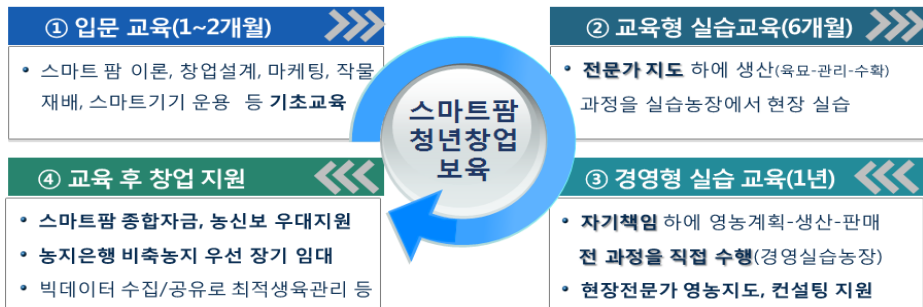 ① 입문 교육(1~2개월)
• 스마트 팜 이론, 창업설계, 마케팅, 작물
재배, 스마트기기 운용 등 기초교육
② 교육형 실습교육(6개월)
• 전문가 지도 하에 생산(육묘-관리-수확)
과정을 실습농장에서 현장 실습
스마트팜
청년창업
보육
③ 경영형 실습 교육(1년)
• 자기책임 하에 영농계획-생산-판매
전 과정을 직접 수행(경영실습농장)
• 현장전문가 영농지도, 컨설팅 지원
④ 교육 후 창업 지원
• 스마트팜 종합자금, 농신보 우대지원
• 농지은행 비축농지 우선 장기 임대
• 빅데이터 수집/공유로 최적생육관리 등